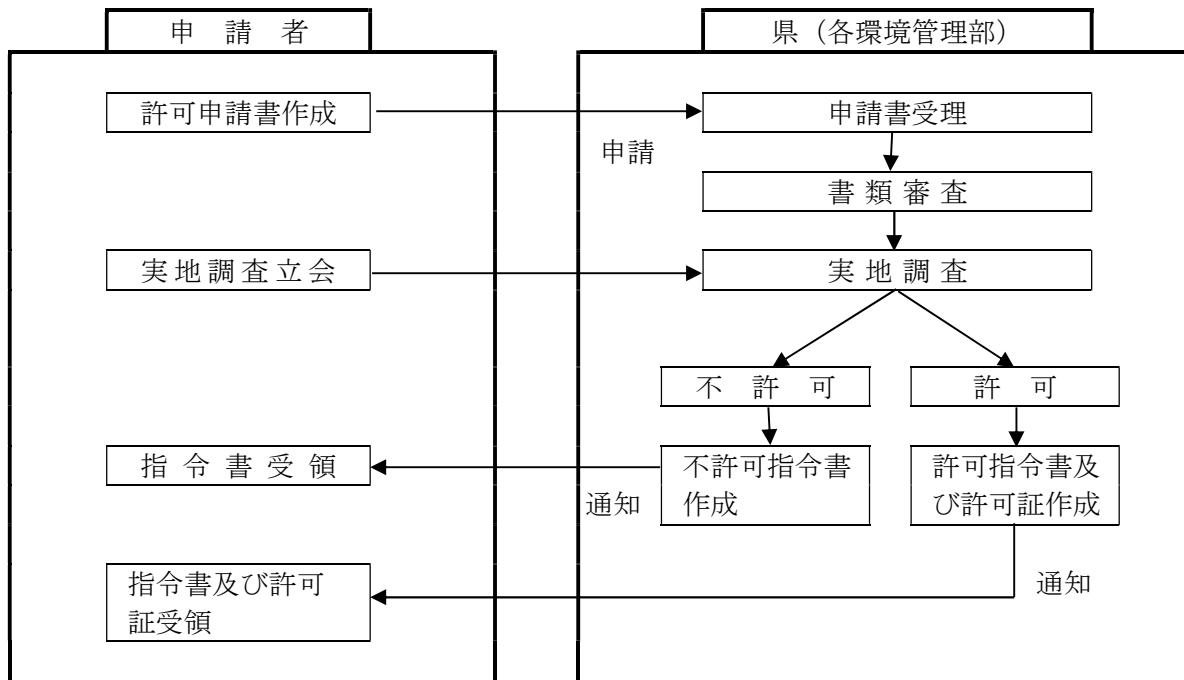 申 請 者
県（各環境管理部）
許可申請書作成
申請書受理
申請
書 類 審 査
実地調査立会
実 地 調 査
不 許 可
許 可
指 令 書 受 領
通知
不許可指令書
作成
許可指令書及
び許可証作成
指令書及び許可
証受領
通知